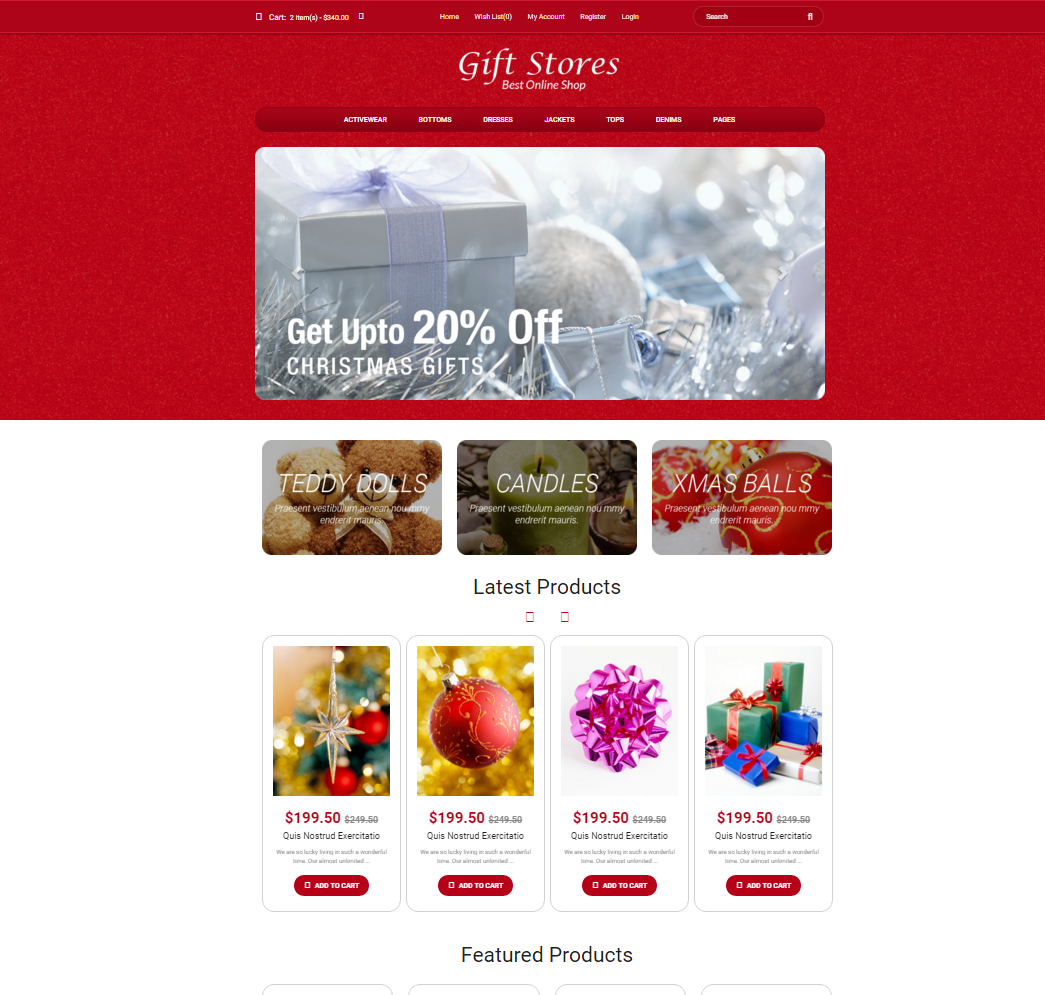 Cart: 2 item(s) - $340.00
Home Wish List(0) My Account Register Login
Search
Gift Stores
Best Online Shop
ACTIVEWEAR BOTTOMS DRESSES JACKETS TOPS DENIMS PAGES
Get Upto 20% Off
CHRISTMAS GIFTS
TEDDY DOLLS
Praesent vestibulum aenean nou mmy
endrerit mauris.
CANDLES
Praesent vestibulum aenean nou mmy
endrerit mauris.
XMAS BALLS
Praesent vestibulum aenean nou mmy
endrerit mauris.
Latest Products
$199.50 $249.50
Quis Nostrud Exercitatio
We are so lucky living in such a wonderful
time. Our almost unlimited ...
ADD TO CART
$199.50 $249.50
Quis Nostrud Exercitatio
We are so lucky living in such a wonderful
time. Our almost unlimited ...
ADD TO CART
$199.50 $249.50
Quis Nostrud Exercitatio
We are so lucky living in such a wonderful
time. Our almost unlimited ...
ADD TO CART
$199.50 $249.50
Quis Nostrud Exercitatio
We are so lucky living in such a wonderful
time. Our almost unlimited ...
ADD TO CART
Featured Products